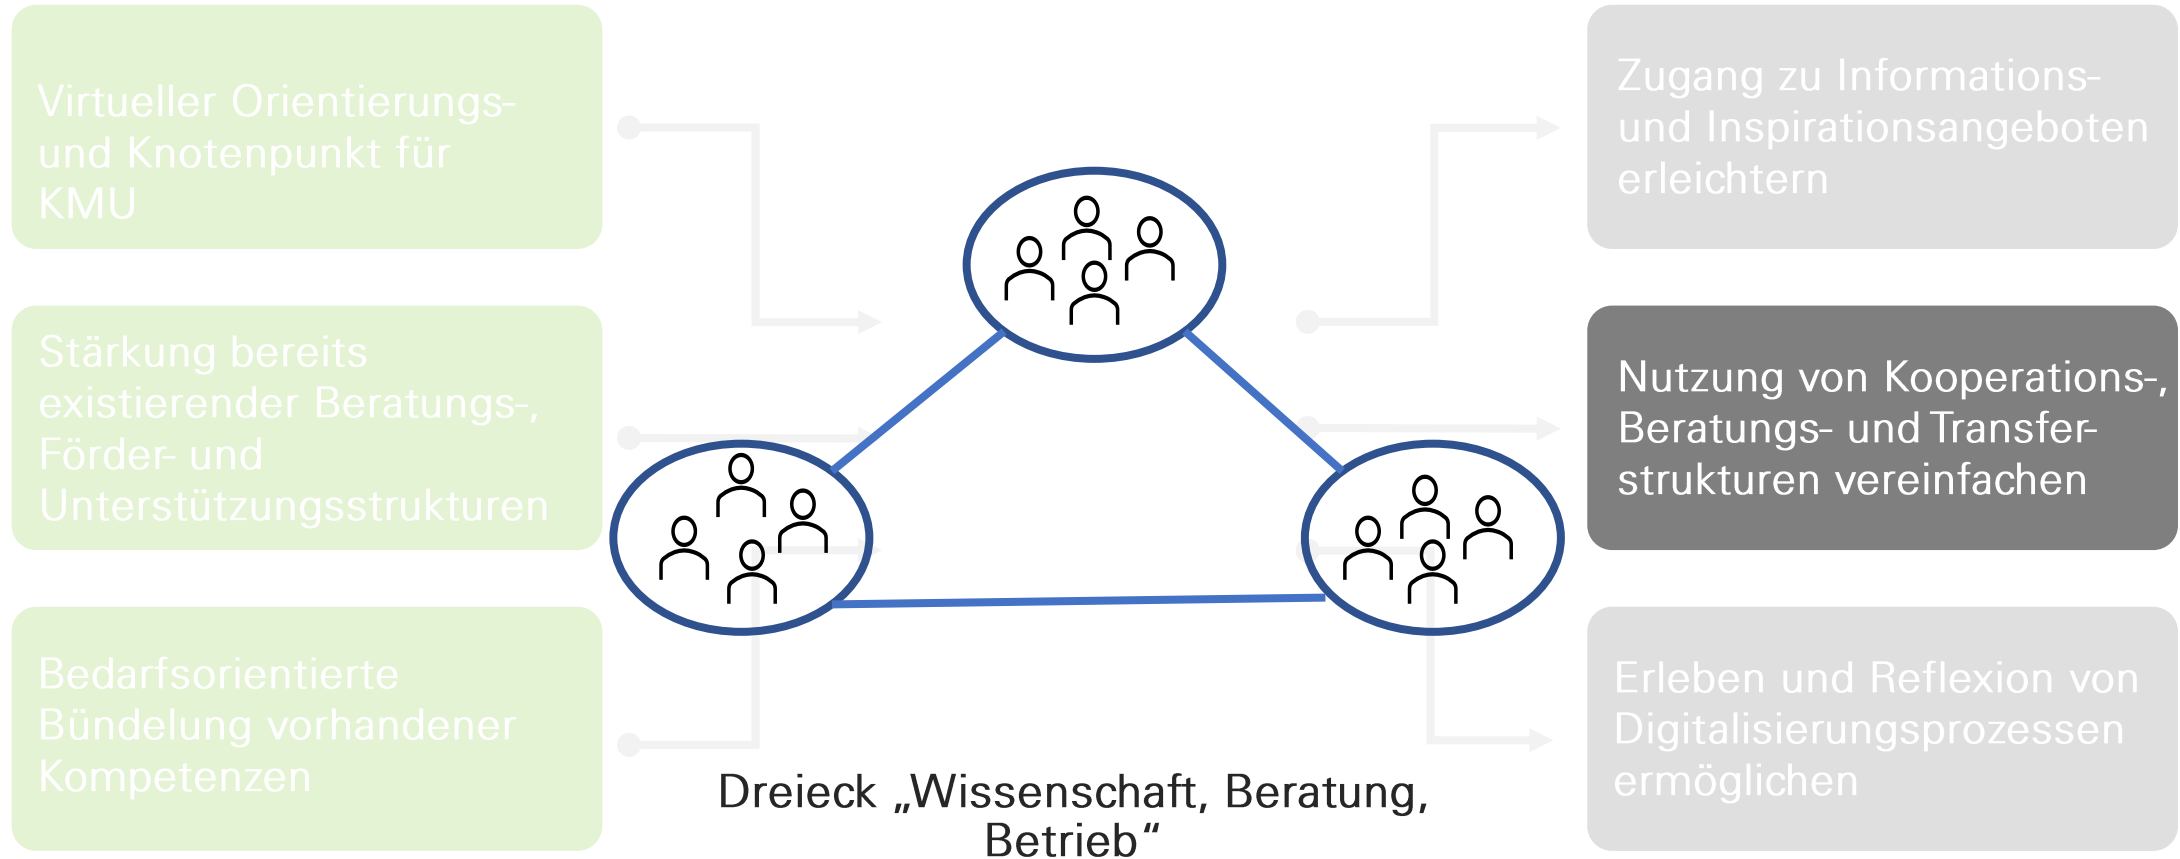 Virtueller Orientierungs-
und Knotenpunkt für
KMU
Stärkung bereits
existierender Beratungs-,
Förder- und
Unterstützungsstrukturen
Bedarfsorientierte
Bündelung vorhandener
Kompetenzen
Dreieck „Wissenschaft, Beratung,
Betrieb“
Zugang zu Informations-
und Inspirationsangeboten
erleichtern
Nutzung von Kooperations-,
Beratungs- und Transfer-
strukturen vereinfachen
Erleben und Reflexion von
Digitalisierungsprozessen
ermöglichen